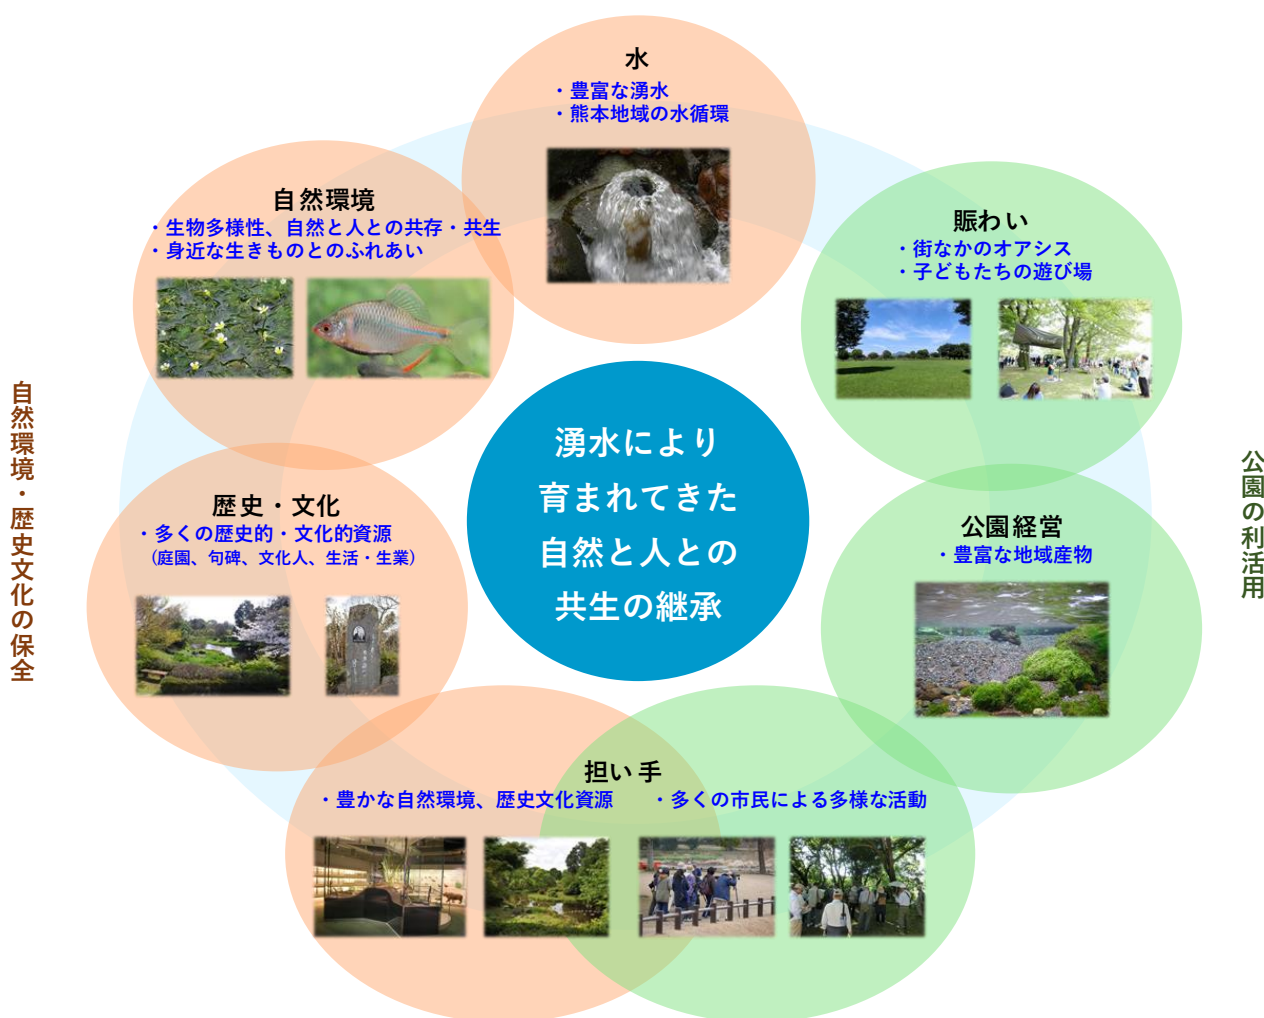 水
・豊富な湧水
・熊本地域の水循環
自然環境
・生物多様性、自然と人との共存・共生
・身近な生きものとのふれあい
賑わい
・街なかのオアシス
・子どもたちの遊び場
自然環境・歴史文化の保全
湧水により
育まれてきた
自然と人との
共生の継承
公園の利活用
歴史・文化
・多くの歴史的・文化的資源
（庭園、句碑、文化人、生活・生業）
公園経営
・豊富な地域産物
担い手
・豊かな自然環境、歴史文化資源
・多くの市民による多様な活動